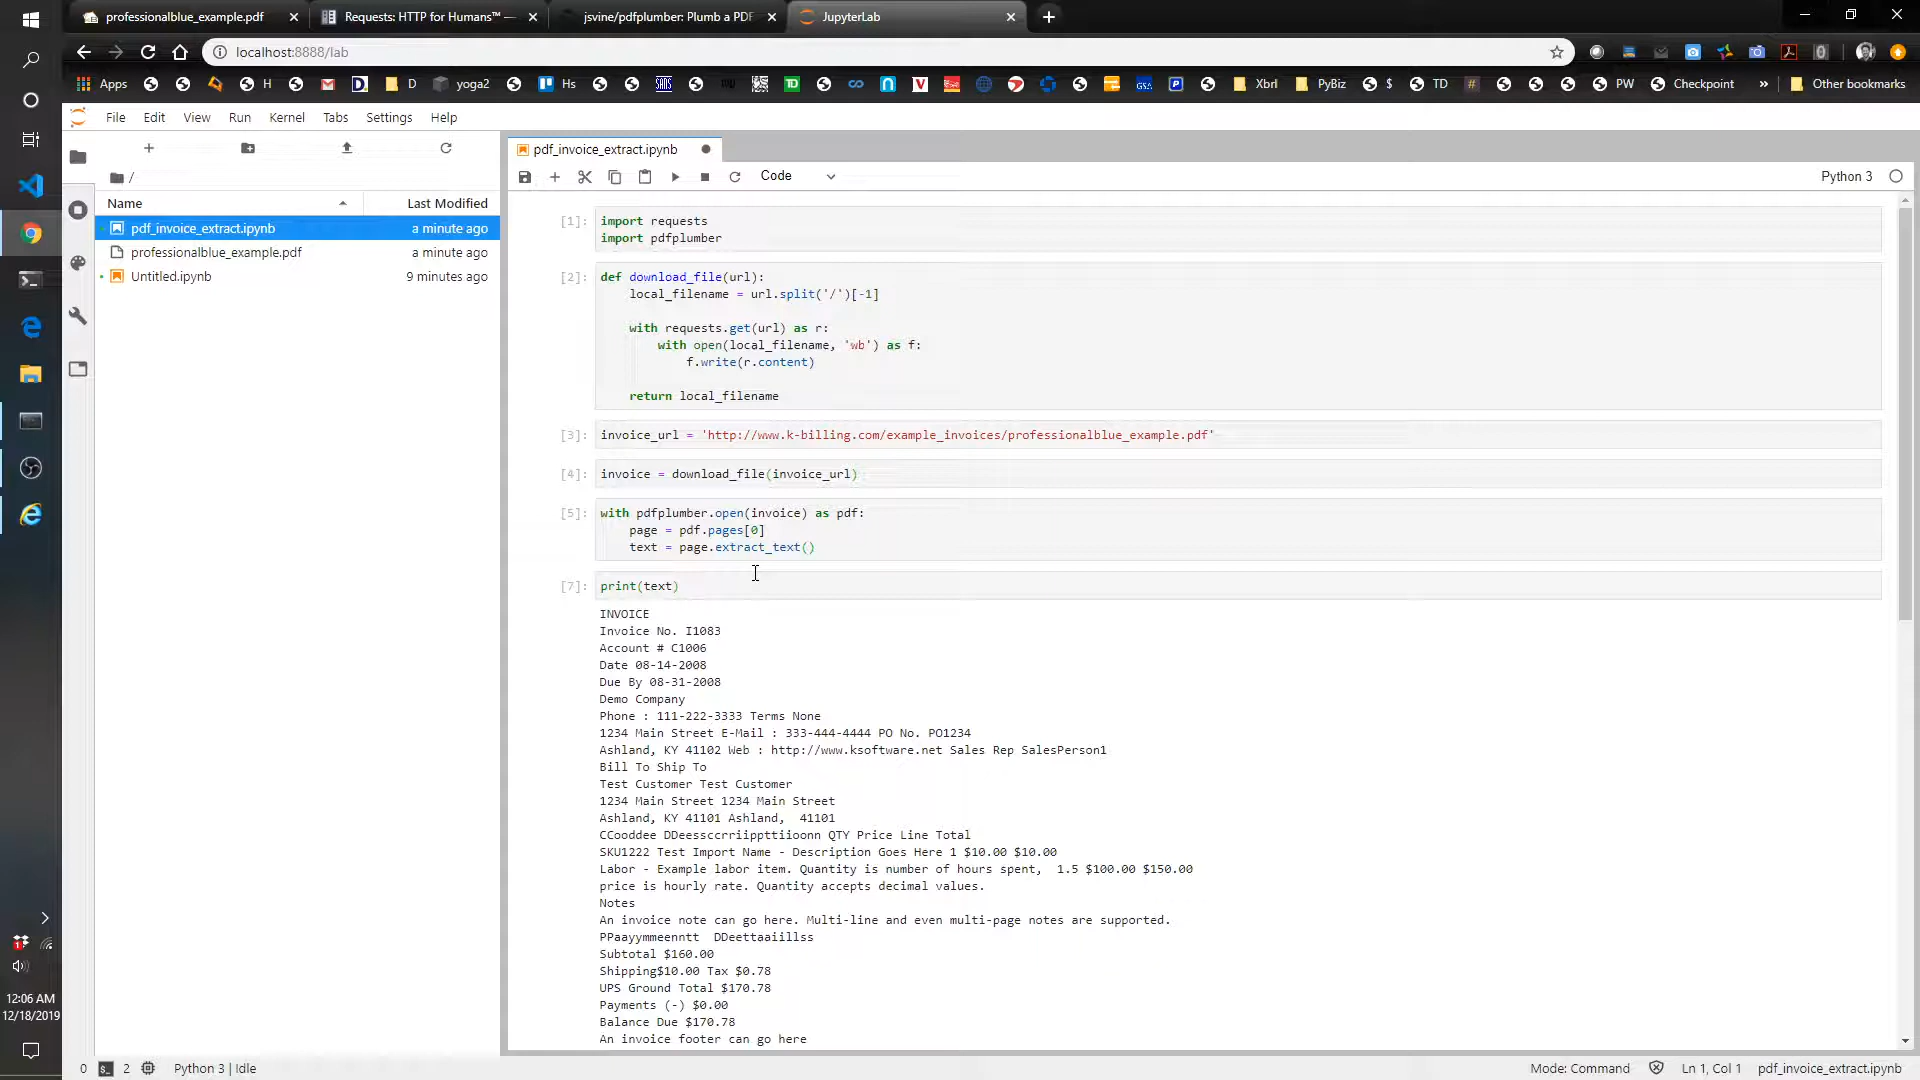 professionalblue_example.pdf
Requests: HTTP for Humans™ —
jsvine/pdfplumber: Plumb a PDF
JupyterLab
localhost:8888/lab
Apps
H
D
yoga2
Hs
TD
Xbrl
PyBiz
$
TD
PW
Checkpoint
»
Other bookmarks
File Edit View Run Kernel Tabs Settings Help
pdf_invoice_extract.ipynb
Code
Python 3
/
Name Last Modified
pdf_invoice_extract.ipynb a minute ago
professionalblue_example.pdf a minute ago
Untitled.ipynb 9 minutes ago
[1]: import requests
import pdfplumber
[2]: def download_file(url):
local_filename = url.split('/')[-1]
with requests.get(url) as r:
with open(local_filename, 'wb') as f:
f.write(r.content)
return local_filename
[3]: invoice_url = 'http://www.k-billing.com/example_invoices/professionalblue_example.pdf'
[4]: invoice = download_file(invoice_url)
[5]: with pdfplumber.open(invoice) as pdf:
page = pdf.pages[0]
text = page.extract_text()
[7]: print(text)
INVOICE
Invoice No. I1083
Account # C1006
Date 08-14-2008
Due By 08-31-2008
Demo Company
Phone : 111-222-3333 Terms None
1234 Main Street E-Mail : 333-444-4444 PO No. PO1234
Ashland, KY 41102 Web : http://www.ksoftware.net Sales Rep SalesPerson1
Bill To Ship To
Test Customer Test Customer
1234 Main Street 1234 Main Street
Ashland, KY 41101 Ashland,  41101
CCooddee DDeessccrriippttiioonn QTY Price Line Total
SKU1222 Test Import Name - Description Goes Here 1 $10.00 $10.00
Labor - Example labor item. Quantity is number of hours spent,  1.5 $100.00 $150.00
price is hourly rate. Quantity accepts decimal values.
Notes
An invoice note can go here. Multi-line and even multi-page notes are supported.
PPaayymmeenntt  DDeettaaiillss
Subtotal $160.00
Shipping$10.00 Tax $0.78
UPS Ground Total $170.78
Payments (-) $0.00
Balance Due $170.78
An invoice footer can go here
12:06 AM
12/18/2019
0 2 Python 3 | Idle
Mode: Command Ln 1, Col 1 pdf_invoice_extract.ipynb